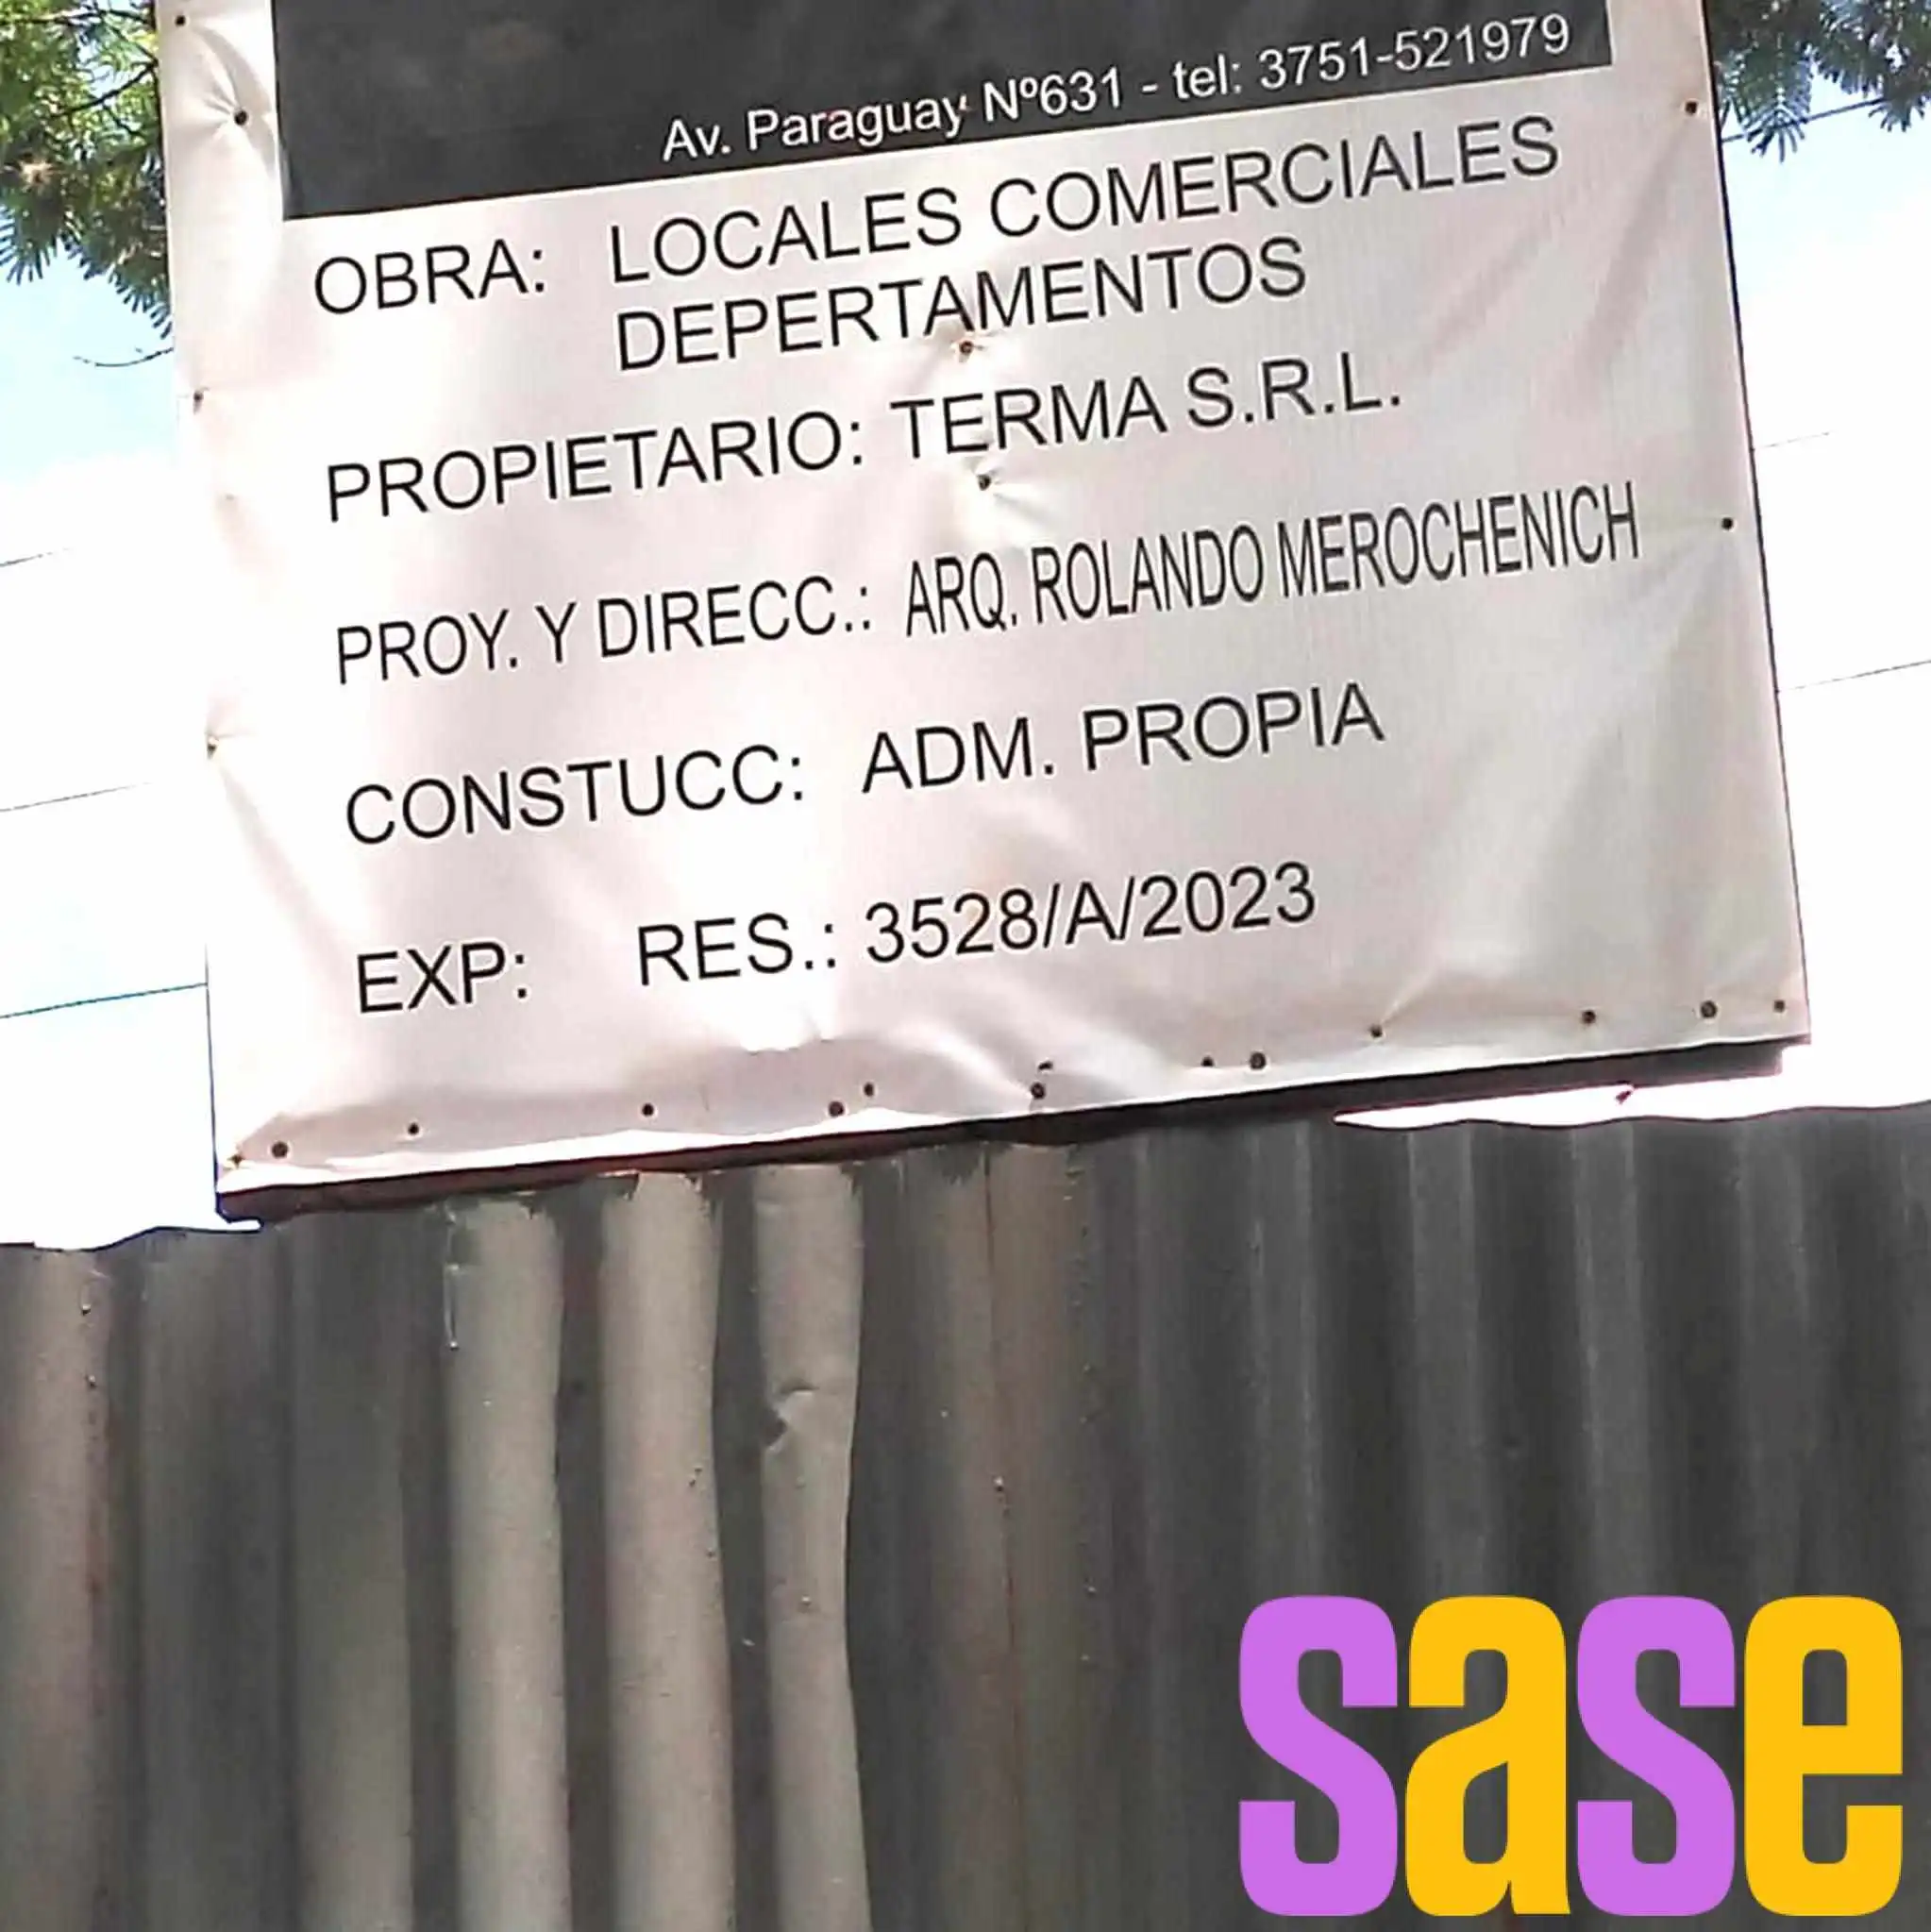 Av. Paraguay Nº631 - tel: 3751-521979
OBRA: LOCALES COMERCIALES
DEPERTAMENTOS
PROPIETARIO: TERMA S.R.L.
PROY. Y DIRECC.: ARQ. ROLANDO MEROCHENICH
CONSTUCC: ADM. PROPIA
EXP: RES.: 3528/A/2023
sase